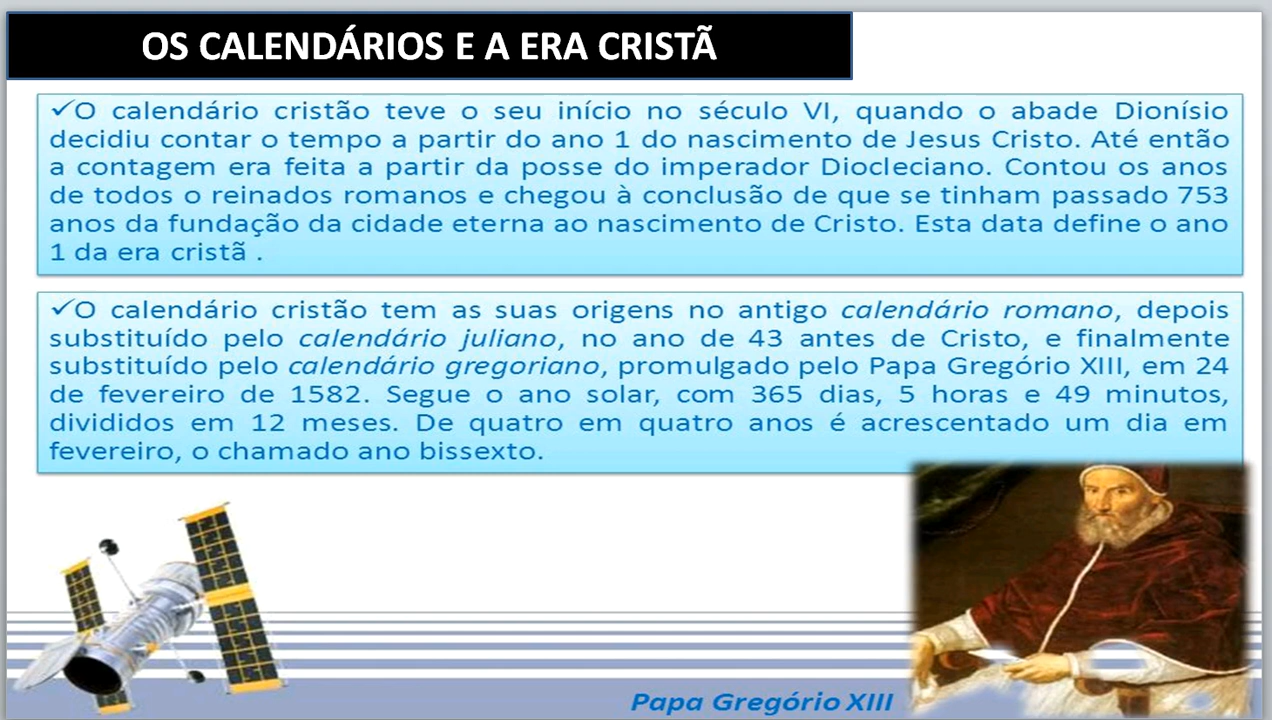 OS CALENDÁRIOS E A ERA CRISTÃ
✓O calendário cristão teve o seu início no século VI, quando o abade Dionísio
decidiu contar o tempo a partir do ano 1 do nascimento de Jesus Cristo. Até então
a contagem era feita a partir da posse do imperador Diocleciano. Contou os anos
de todos o reinados romanos e chegou à conclusão de que se tinham passado 753
anos da fundação da cidade eterna ao nascimento de Cristo. Esta data define o ano
1 da era cristã .
✓O calendário cristão tem as suas origens no antigo calendário romano, depois
substituído pelo calendário juliano, no ano de 43 antes de Cristo, e finalmente
substituído pelo calendário gregoriano, promulgado pelo Papa Gregório XIII, em 24
de fevereiro de 1582. Segue o ano solar, com 365 dias, 5 horas e 49 minutos,
divididos em 12 meses. De quatro em quatro anos é acrescentado um dia em
fevereiro, o chamado ano bissexto.
Papa Gregório XIII